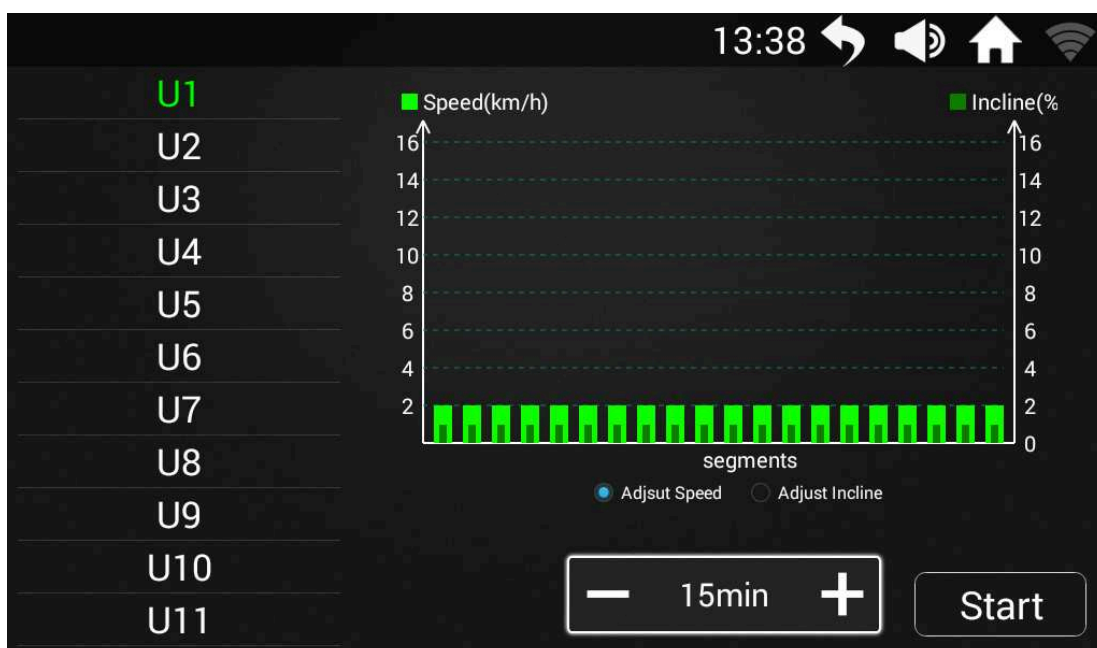 13:38
U1
U2
U3
U4
U5
U6
U7
U8
U9
U10
U11
Speed(km/h)
Incline(%
16 16
14 14
12 12
10 10
8 8
6 6
4 4
2 2
0
segments
Adjsut Speed Adjust Incline
15min
Start